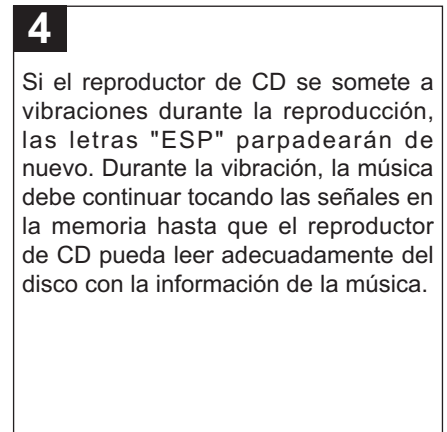 4
Si el reproductor de CD se somete a
vibraciones durante la reproducción,
las letras "ESP" parpadearán de
nuevo. Durante la vibración, la música
debe continuar tocando las señales en
la memoria hasta que el reproductor
de CD pueda leer adecuadamente del
disco con la información de la música.